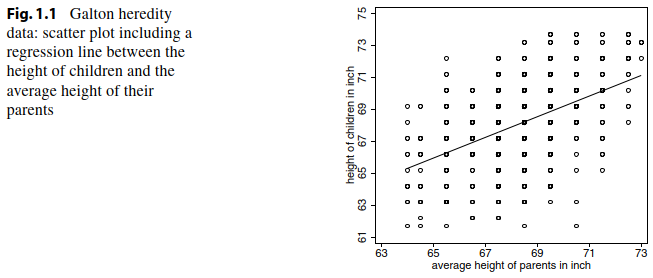 Fig. 1.1 Galton heredity
data: scatter plot including a
regression line between the
height of children and the
average height of their
parents
height of children in inch
75
73
71
69
67
65
63
61
63 65 67 69 71 73
average height of parents in inch